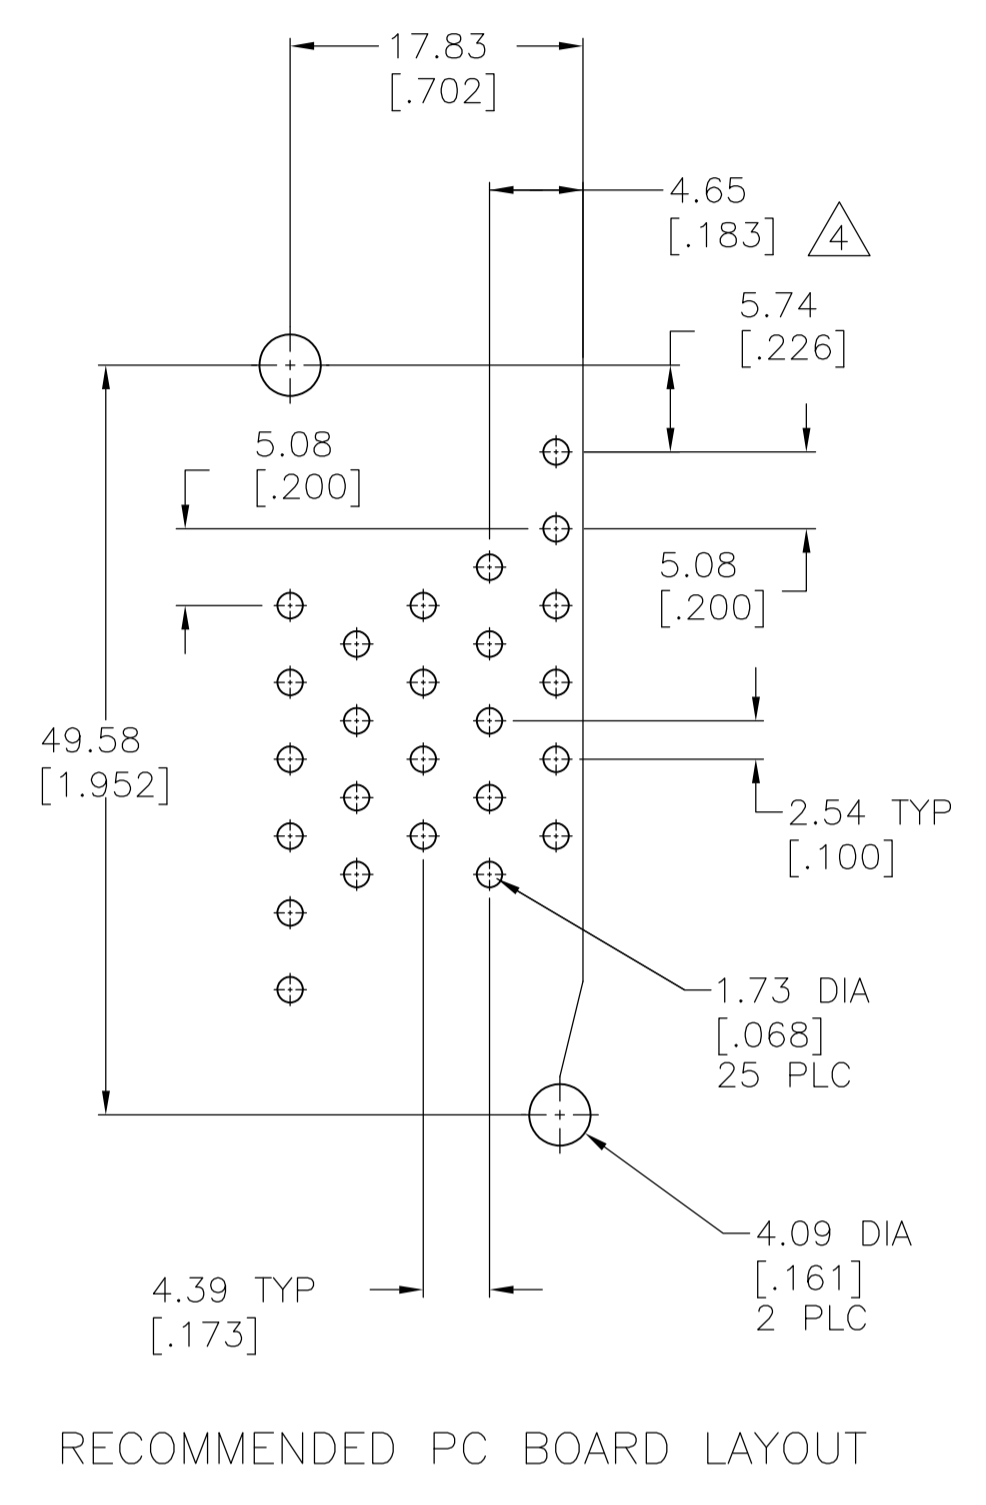 17.83
[.702]
4.65
[.183]
4
5.74
[.226]
5.08
[.200]
5.08
[.200]
49.58
[1.952]
2.54 TYP
[.100]
1.73 DIA
[.068]
25 PLC
4.09 DIA
[.161]
2 PLC
4.39 TYP
[.173]
RECOMMENDED PC BOARD LAYOUT